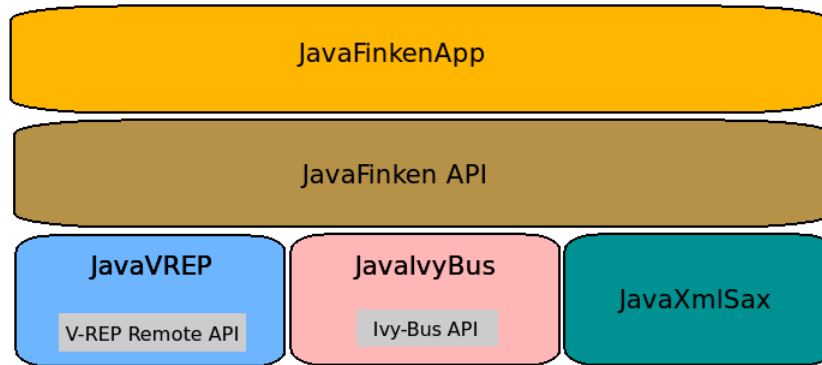 JavaFinkenApp
JavaFinken API
JavaVREP
JavaIvyBus
JavaXmlSax
V-REP Remote API
Ivy-Bus API